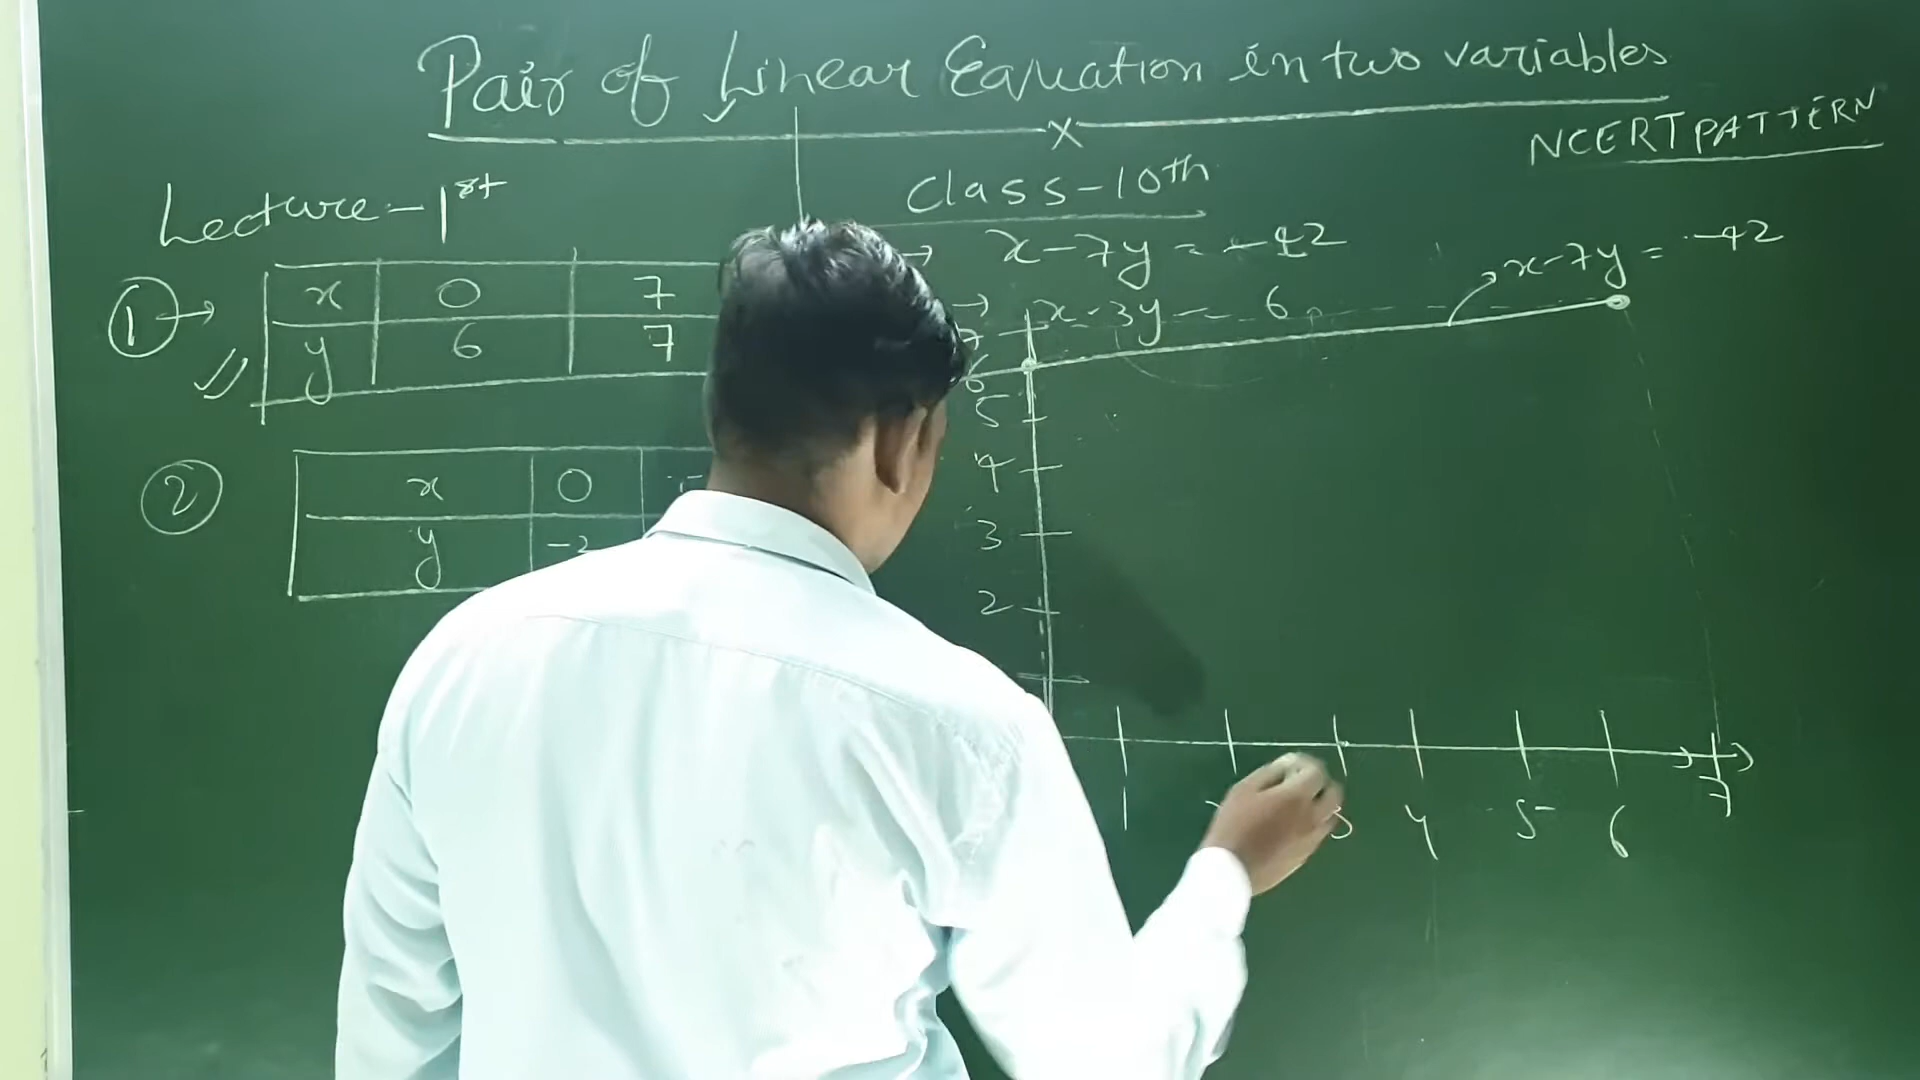 Pair of Linear Equation in two variables
x
NCERT PATTERN
Lecture - 1st
Class - 10th
x - 7y = -42
x - 3y = 6
x - 7y = -42
1 →
x 0 7
y 6 7
2
x 0
y -2
7
6
5
4
3
2
1 3 4 5 6 7